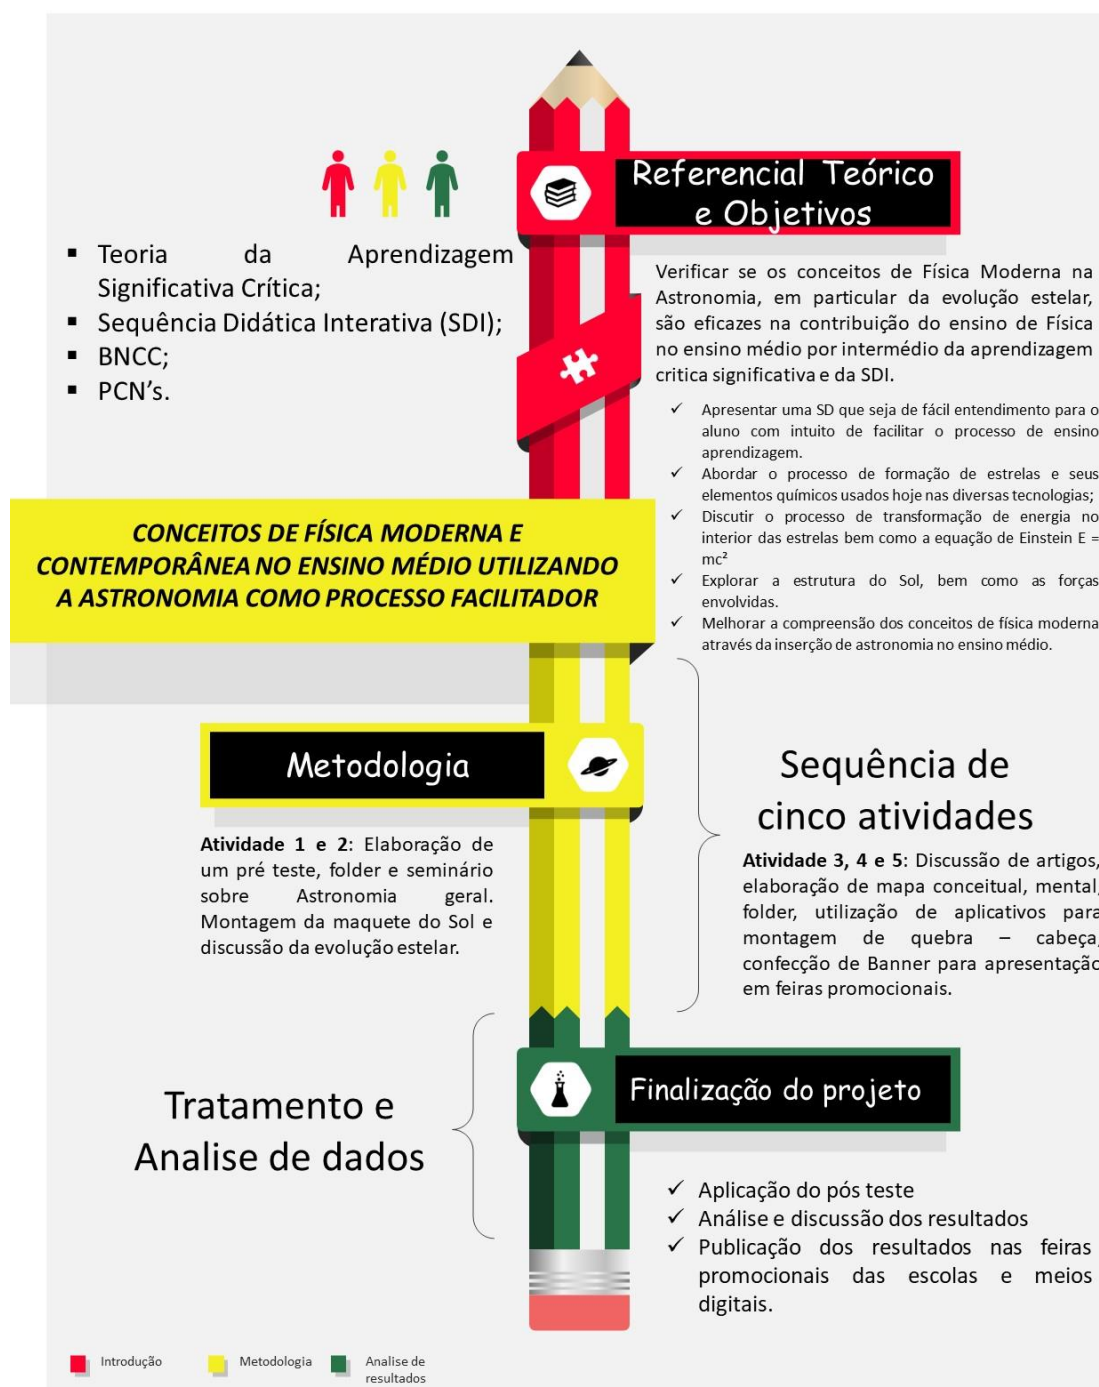 Referencial Teórico
e Objetivos
▪ Teoria da Aprendizagem
Significativa Crítica;
▪ Sequência Didática Interativa (SDI);
▪ BNCC;
▪ PCN's.
Verificar se os conceitos de Física Moderna na
Astronomia, em particular da evolução estelar,
são eficazes na contribuição do ensino de Física
no ensino médio por intermédio da aprendizagem
critica significativa e da SDI.
✓ Apresentar uma SD que seja de fácil entendimento para o
aluno com intuito de facilitar o processo de ensino
aprendizagem.
✓ Abordar o processo de formação de estrelas e seus
elementos químicos usados hoje nas diversas tecnologias;
✓ Discutir o processo de transformação de energia no
interior das estrelas bem como a equação de Einstein E =
mc²
✓ Explorar a estrutura do Sol, bem como as forças
envolvidas.
✓ Melhorar a compreensão dos conceitos de física moderna
através da inserção de astronomia no ensino médio.
CONCEITOS DE FÍSICA MODERNA E
CONTEMPORÂNEA NO ENSINO MÉDIO UTILIZANDO
A ASTRONOMIA COMO PROCESSO FACILITADOR
Metodologia
Atividade 1 e 2: Elaboração de
um pré teste, folder e seminário
sobre Astronomia geral.
Montagem da maquete do Sol e
discussão da evolução estelar.
Sequência de
cinco atividades
Atividade 3, 4 e 5: Discussão de artigos,
elaboração de mapa conceitual, mental,
folder, utilização de aplicativos para
montagem de quebra – cabeça,
confecção de Banner para apresentação
em feiras promocionais.
Finalização do projeto
Tratamento e
Analise de dados
✓ Aplicação do pós teste
✓ Análise e discussão dos resultados
✓ Publicação dos resultados nas feiras
promocionais das escolas e meios
digitais.
Introdução
Metodologia
Analise de
resultados